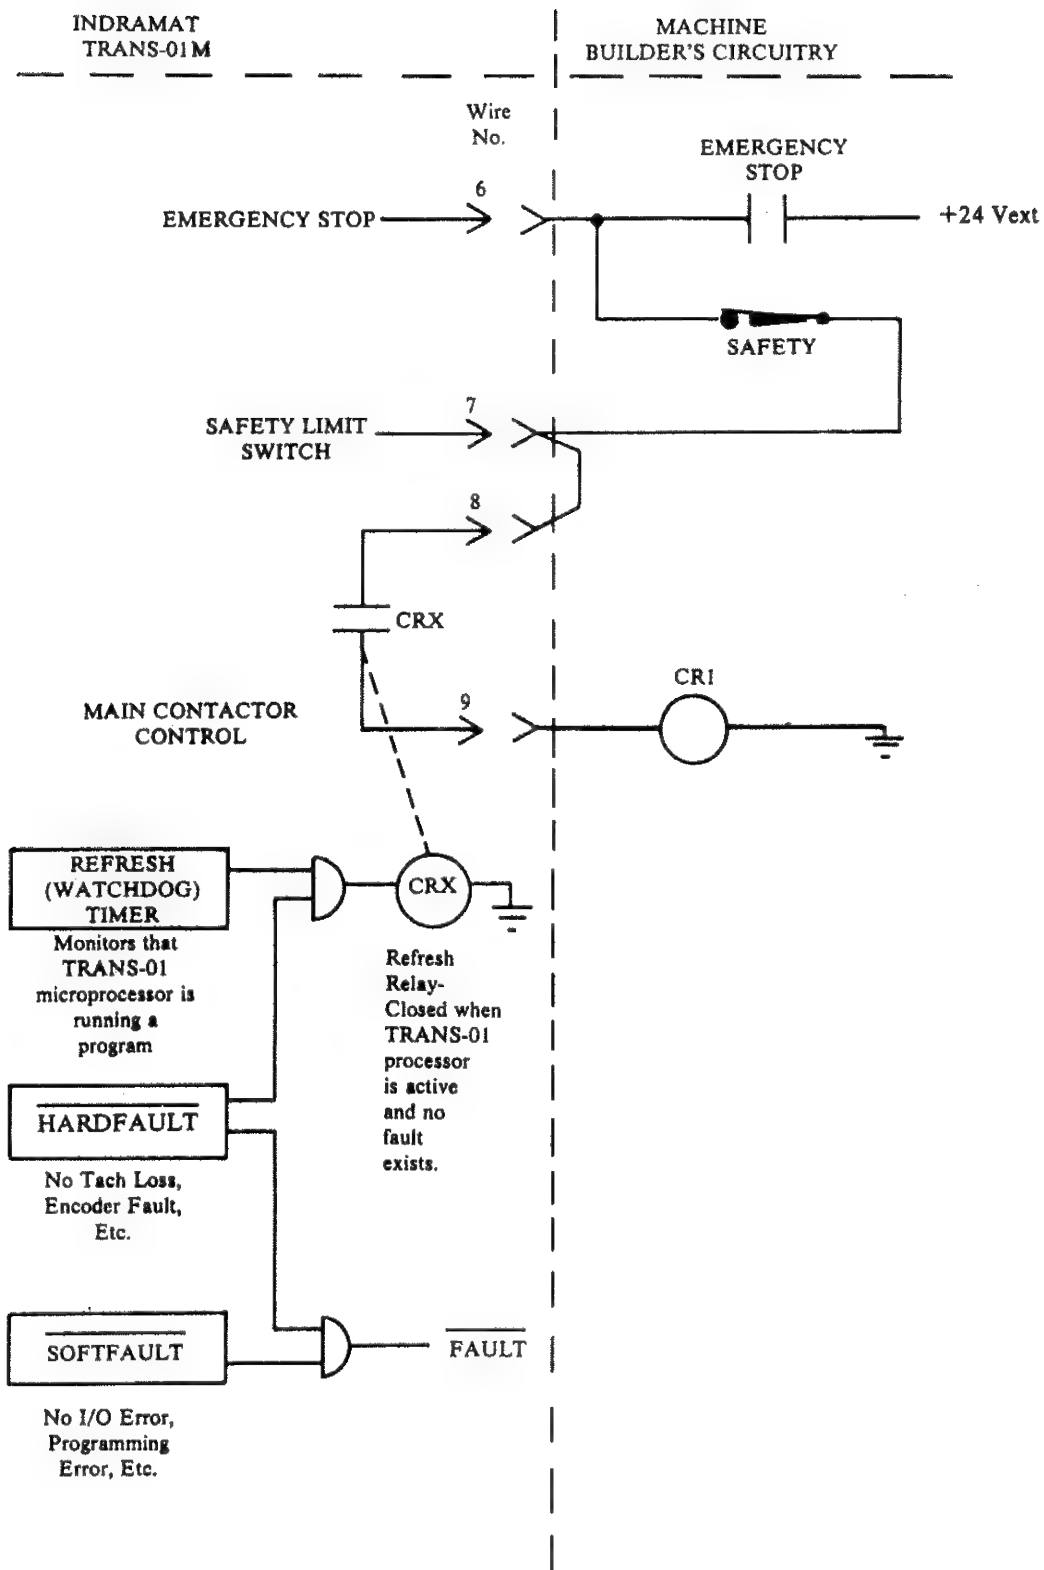 INDRAMAT
TRANS-01M
MACHINE
BUILDER'S CIRCUITRY
Wire
No.
EMERGENCY
STOP
6
EMERGENCY STOP
+24 Vext
SAFETY
7
SAFETY LIMIT
SWITCH
8
CRX
CR1
9
MAIN CONTACTOR
CONTROL
REFRESH
(WATCHDOG)
TIMER
CRX
Monitors that
TRANS-01
microprocessor is
running a
program
Refresh
Relay-
Closed when
TRANS-01
processor
is active
and no
fault
exists.
HARDFAULT
No Tach Loss,
Encoder Fault,
Etc.
SOFTFAULT
FAULT
No I/O Error,
Programming
Error, Etc.